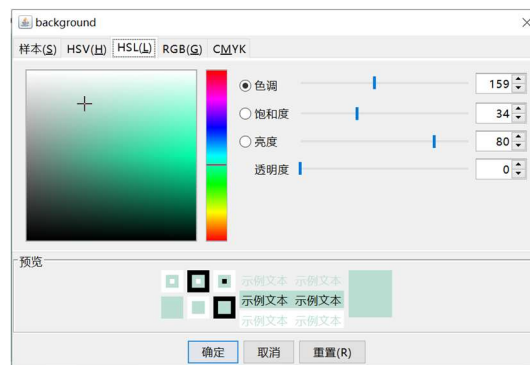 background
样本(S) HSV(H) HSL(L) RGB(G) CMYK
色调 159
饱和度 34
亮度 80
透明度 0
预览
示例文本 示例文本
示例文本 示例文本
示例文本 示例文本
确定 取消 重置(R)